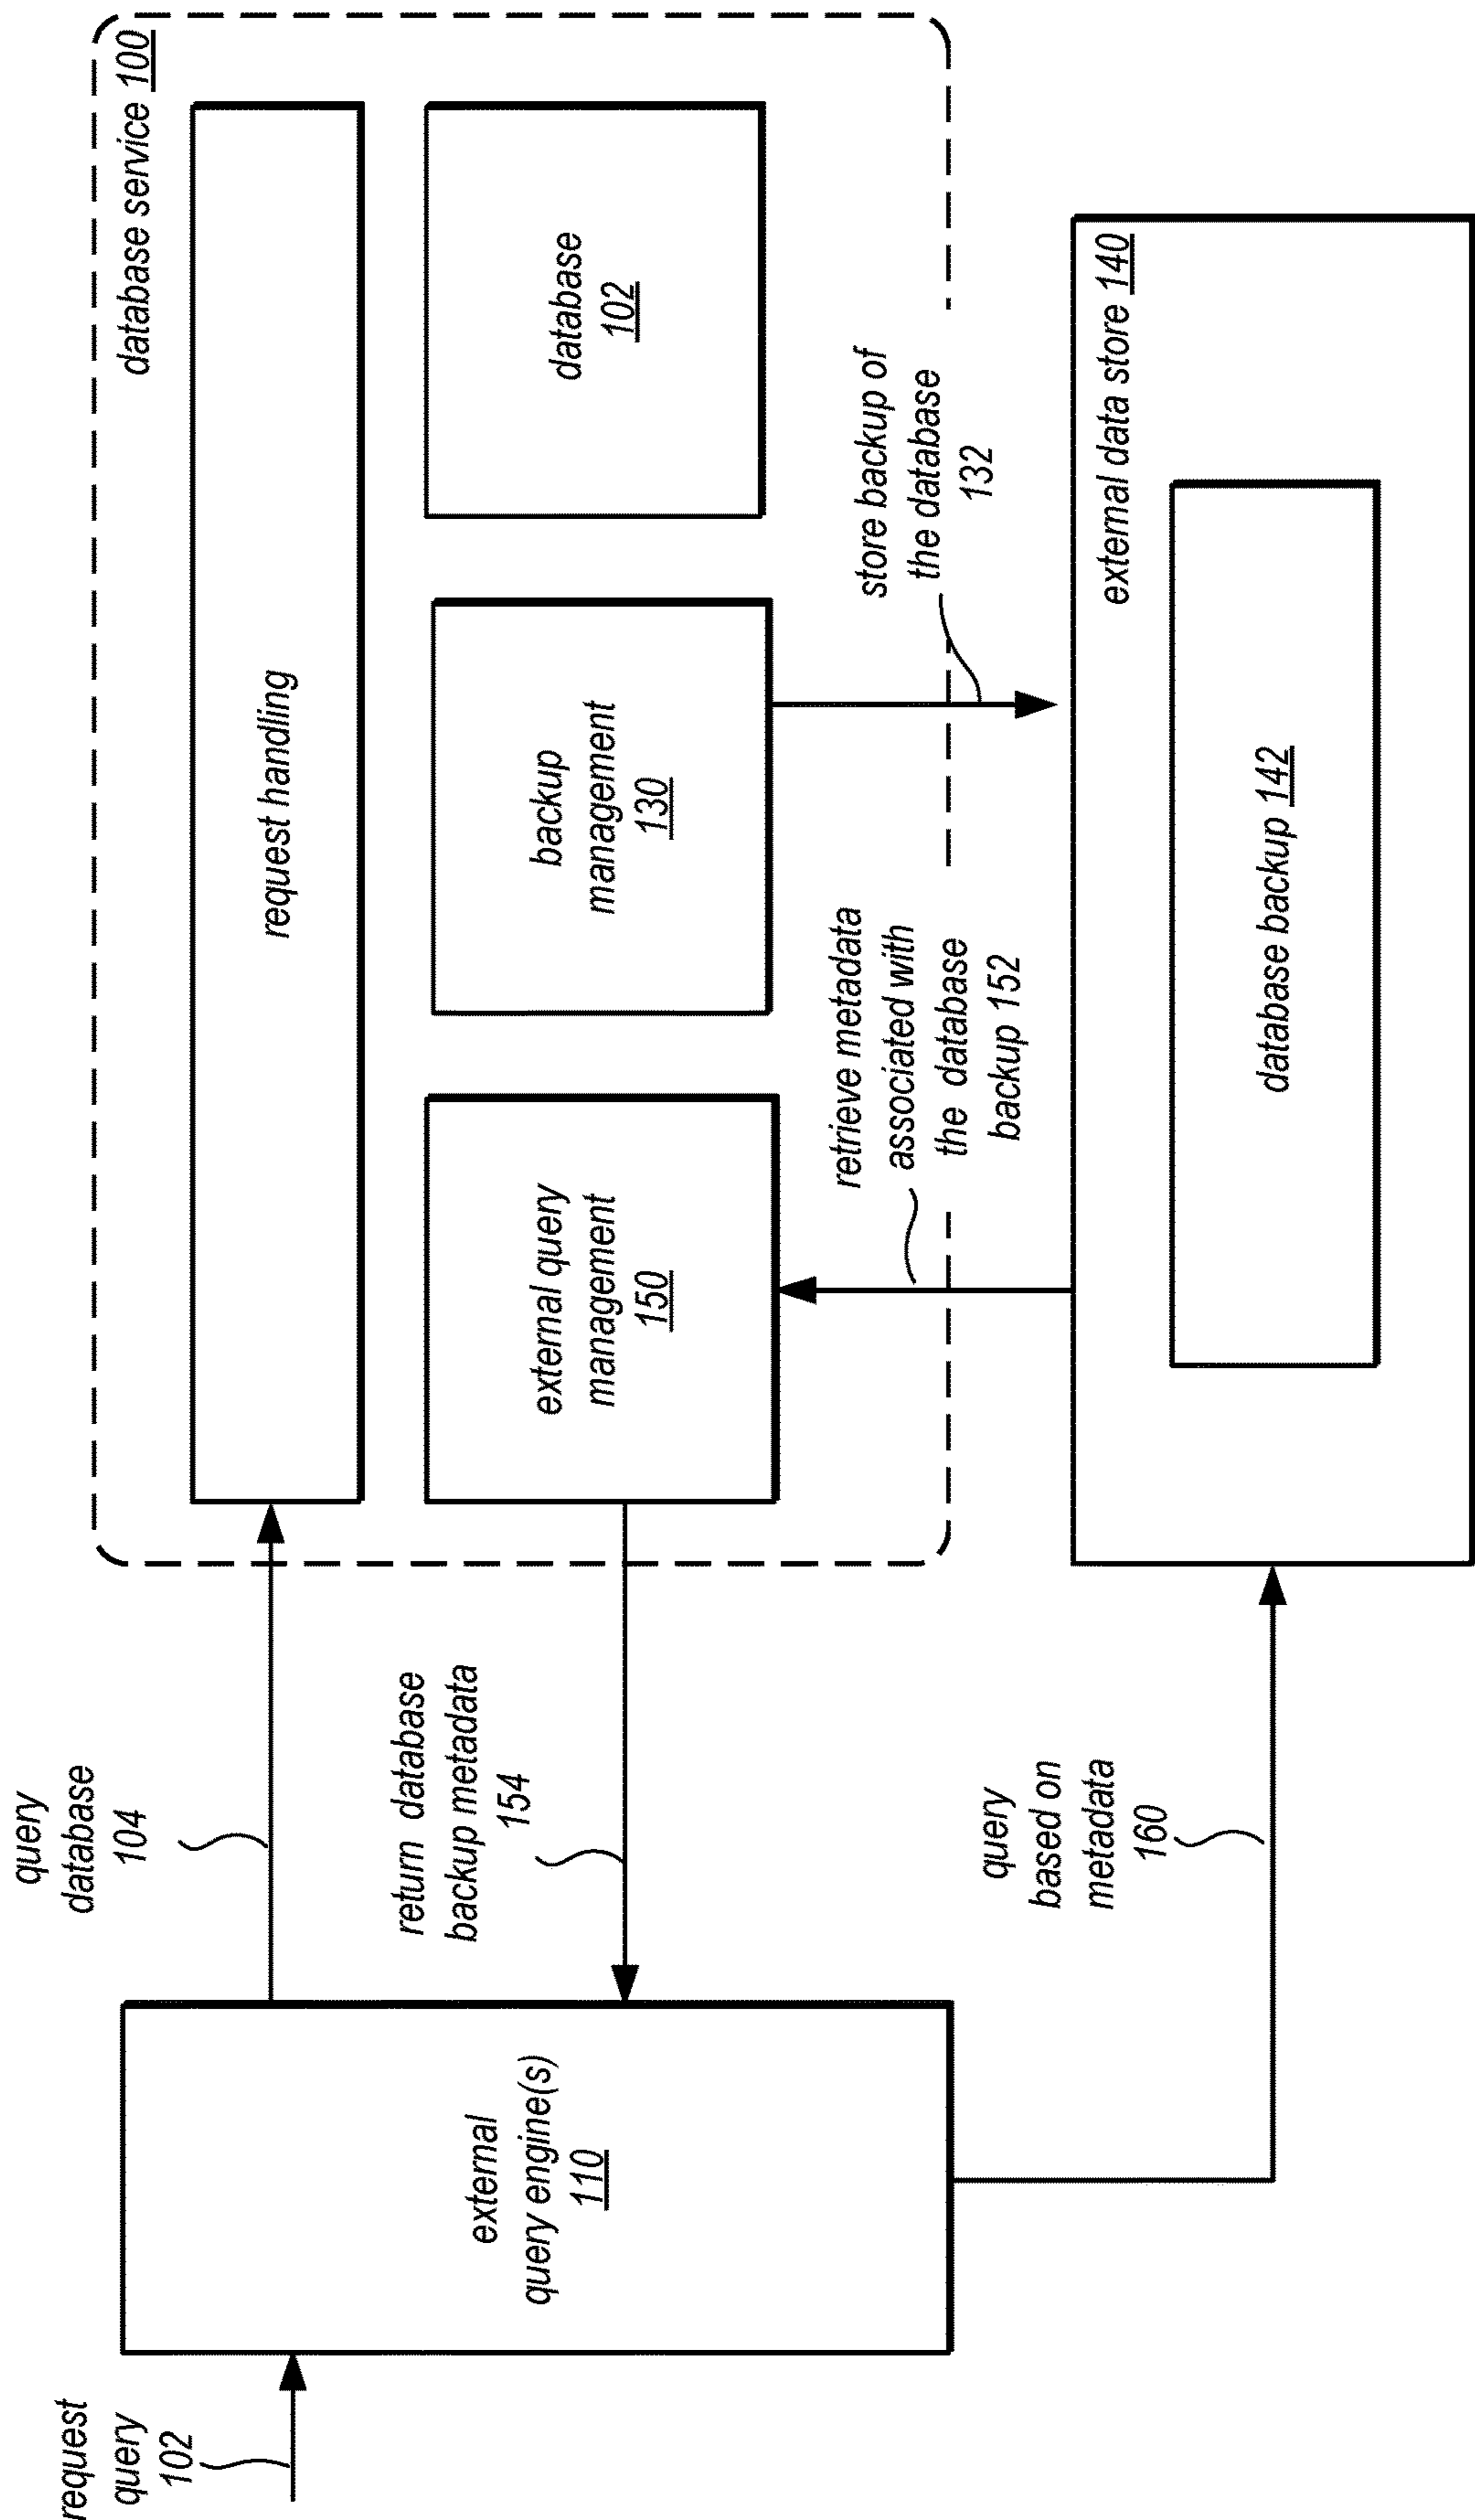 database service 100
request handling
external query
management
150
backup
management
130
database
102
request
query
102
query
database
104
return database
backup metadata
154
external
query engine(s)
110
retrieve metadata
associated with
the database
backup 152
store backup of
the database
132
query
based on
metadata
160
external data store 140
database backup 142